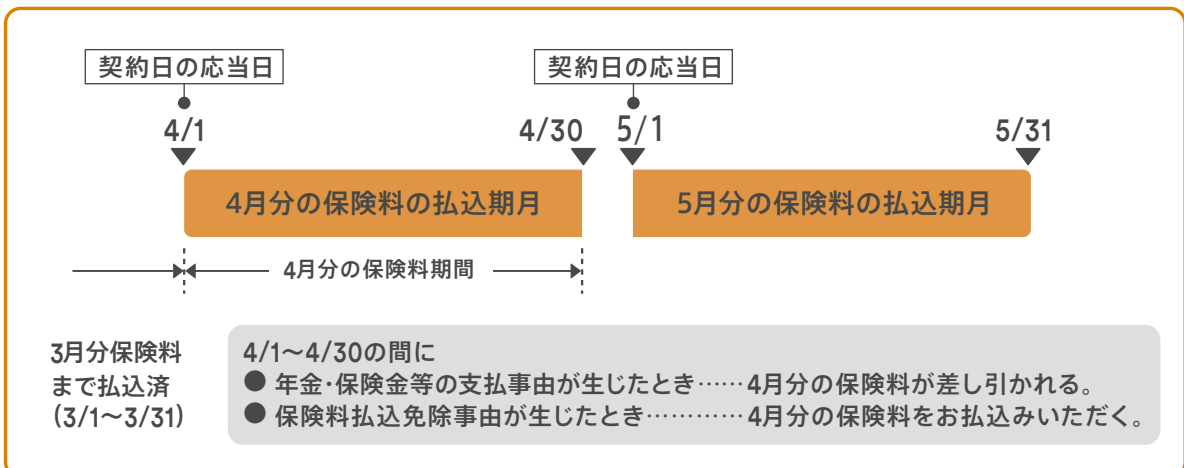 契約日の応当日 契約日の応当日
4/1 4/30 5/1 5/31
4月分の保険料の払込期月 5月分の保険料の払込期月
4月分の保険料期間
3月分保険料
まで払込済
(3/1~3/31)
4/1~4/30の間に
● 年金・保険金等の支払事由が生じたとき……4月分の保険料が差し引かれる。
● 保険料払込免除事由が生じたとき…………4月分の保険料をお払込みいただく。